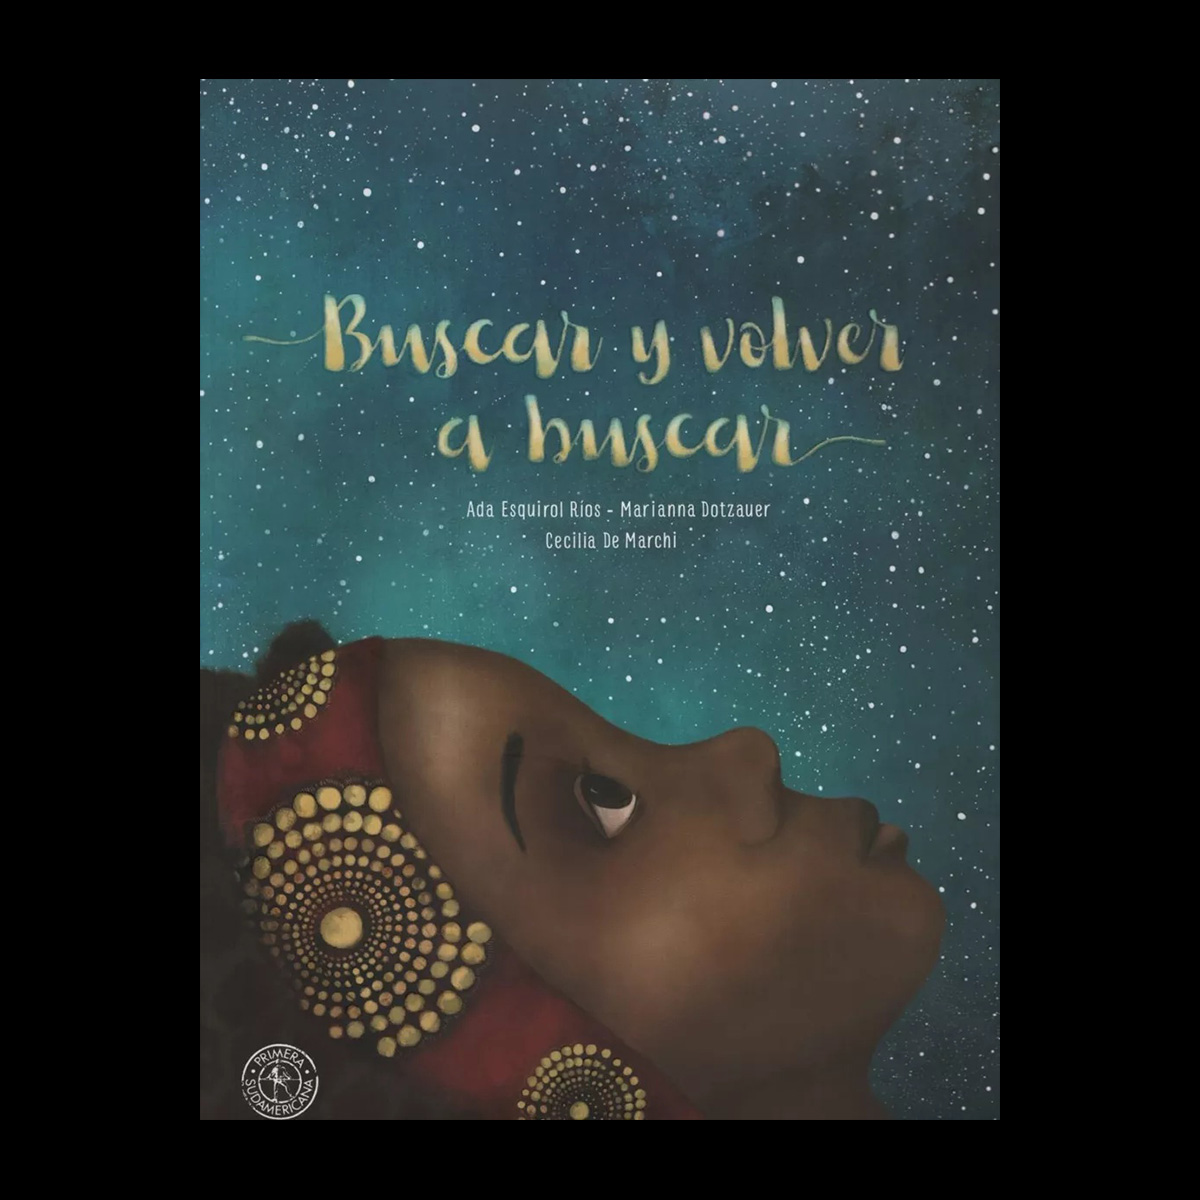 Buscar y volver
a buscar
Ada Esquirol Ríos - Marianna Dotzauer
Cecilia De Marchi
PRIMERA
SUDAMERICANA